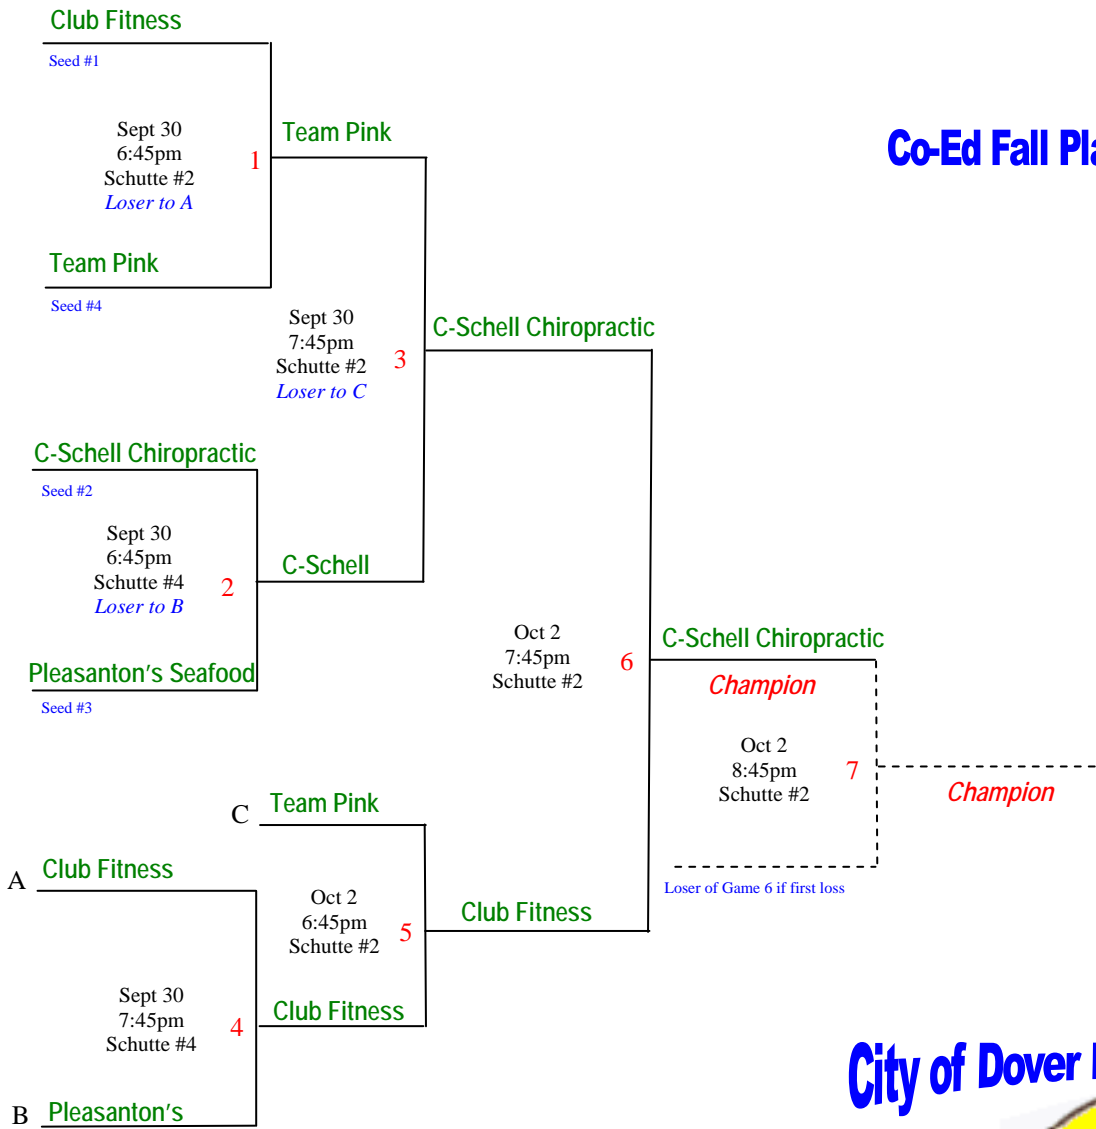 Club Fitness
Seed #1
Sept 30
6:45pm
Schutte #2
Loser to A
1
Team Pink
Team Pink
Seed #4
Co-Ed Fall Pla
Sept 30
7:45pm
Schutte #2
Loser to C
3
C-Schell Chiropractic
C-Schell Chiropractic
Seed #2
Sept 30
6:45pm
Schutte #4
Loser to B
2
C-Schell
Pleasanton's Seafood
Seed #3
Oct 2
7:45pm
Schutte #2
6
C-Schell Chiropractic
Champion
Oct 2
8:45pm
Schutte #2
7
Champion
Loser of Game 6 if first loss
C
Team Pink
A
Club Fitness
Oct 2
6:45pm
Schutte #2
5
Club Fitness
Sept 30
7:45pm
Schutte #4
4
Club Fitness
B
Pleasanton's
City of Dover